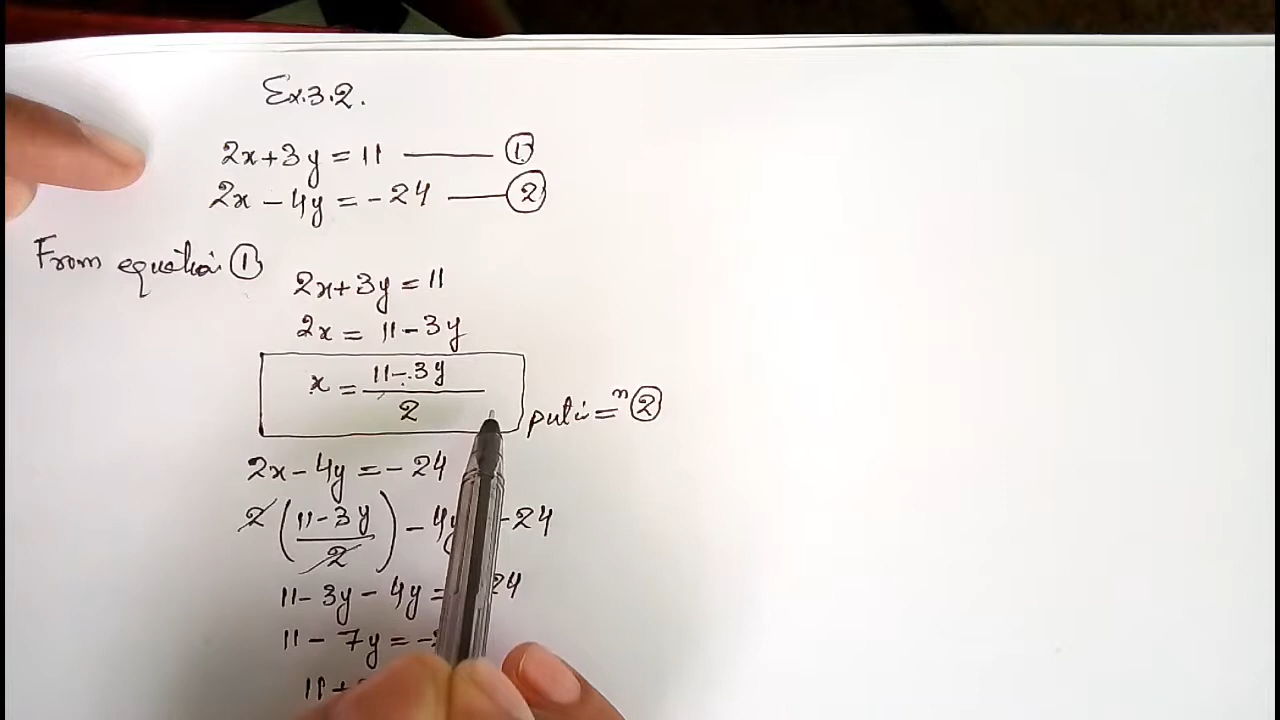 Ex.3.2.
2x+3y = 11 —— ①
2x - 4y = - 24 —— ②
From equation ①
2x+3y = 11
2x = 11 - 3y
x = (11 - 3y)/2
put in =n ②
2x - 4y = - 24
2 ((11 - 3y)/2) - 4y - 24
11 - 3y - 4y = 24
11 - 7y = -
11 +